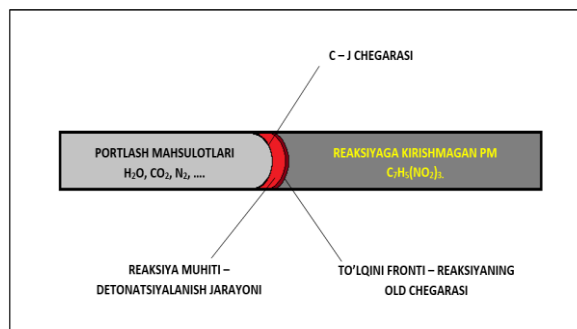 C – J CHEGARASI
PORTLASH MAHSULOTLARI
H₂O, CO₂, N₂, ....
REAKSIYAGA KIRISHMAGAN PM
C₇H₅(NO₂)₃.
REAKSIYA MUHITI –
DETONATSIYALANISH JARAYONI
TO'LQINI FRONTI – REAKSIYANING
OLD CHEGARASI